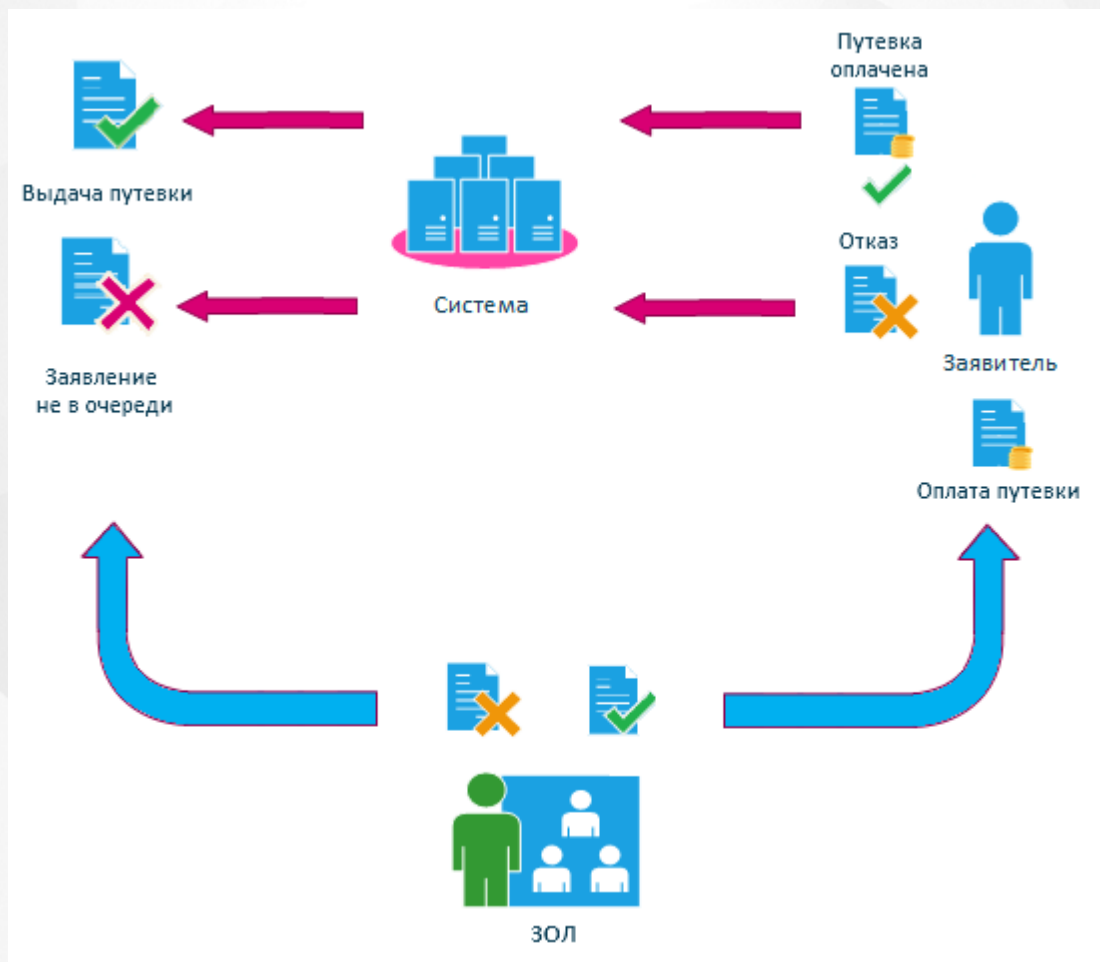 Путевка
оплачена
Выдача путевки
Отказ
Система
Заявитель
Заявление
не в очереди
Оплата путевки
ЗОЛ